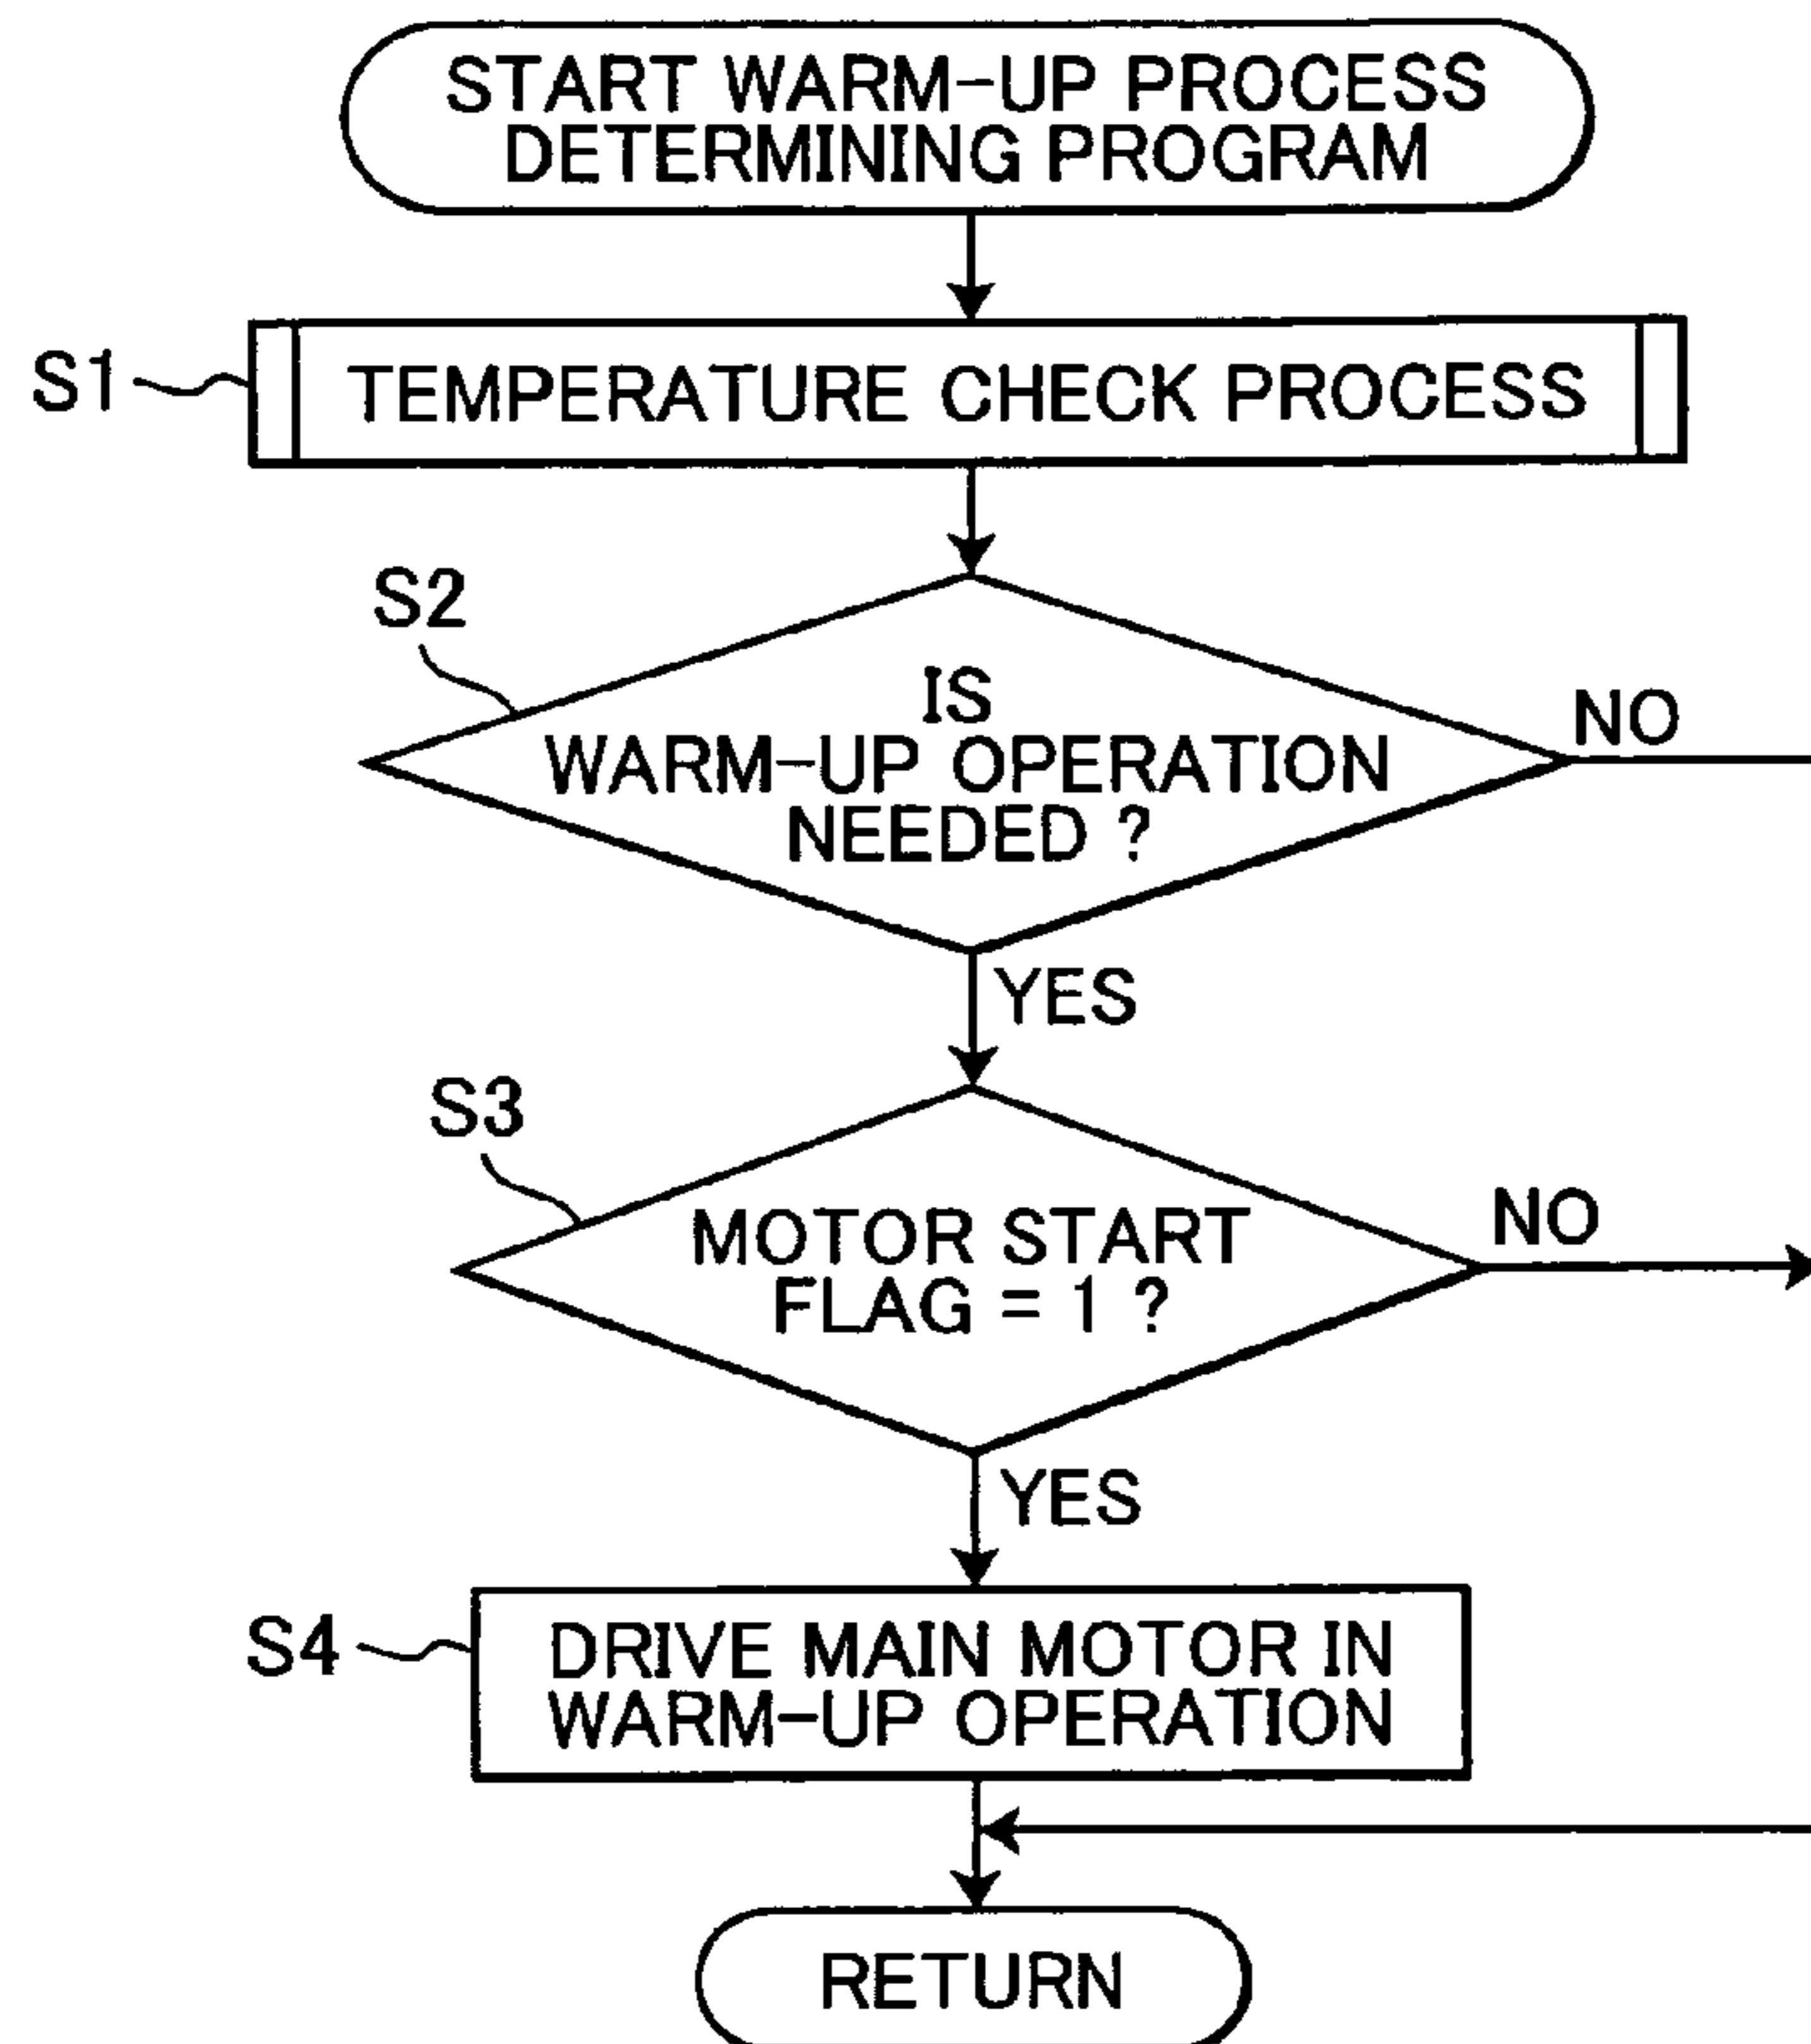 START WARM-UP PROCESS
DETERMINING PROGRAM
S1
TEMPERATURE CHECK PROCESS
S2
IS
WARM-UP OPERATION
NEEDED ?
NO
YES
S3
MOTOR START
FLAG = 1 ?
NO
YES
S4
DRIVE MAIN MOTOR IN
WARM-UP OPERATION
RETURN